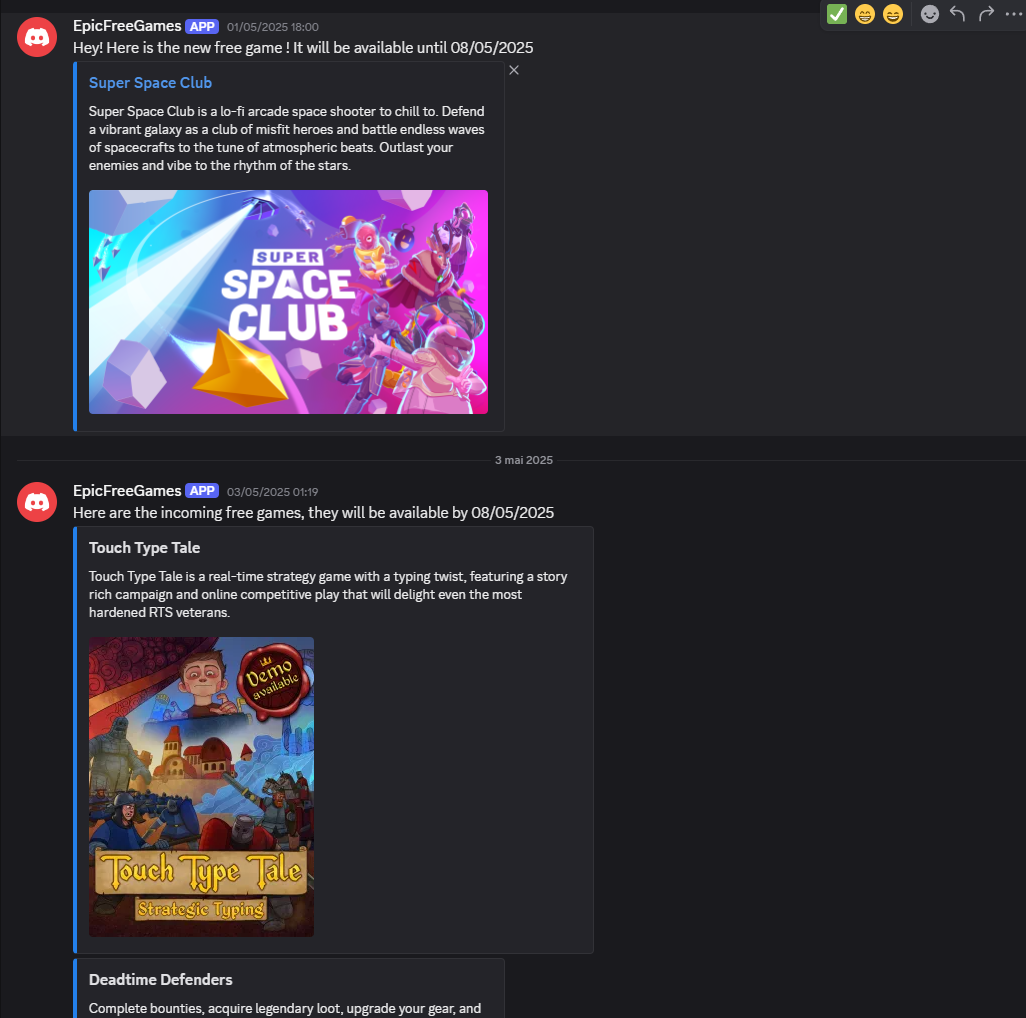 EpicFreeGames APP 01/05/2025 18:00
Hey! Here is the new free game ! It will be available until 08/05/2025
Super Space Club
Super Space Club is a lo-fi arcade space shooter to chill to. Defend
a vibrant galaxy as a club of misfit heroes and battle endless waves
of spacecrafts to the tune of atmospheric beats. Outlast your
enemies and vibe to the rhythm of the stars.
SUPER
SPACE
CLUB
3 mai 2025
EpicFreeGames APP 03/05/2025 01:19
Here are the incoming free games, they will be available by 08/05/2025
Touch Type Tale
Touch Type Tale is a real-time strategy game with a typing twist, featuring a story
rich campaign and online competitive play that will delight even the most
hardened RTS veterans.
Demo
available
Touch Type Tale
Strategic Typing
Deadtime Defenders
Complete bounties, acquire legendary loot, upgrade your gear, and